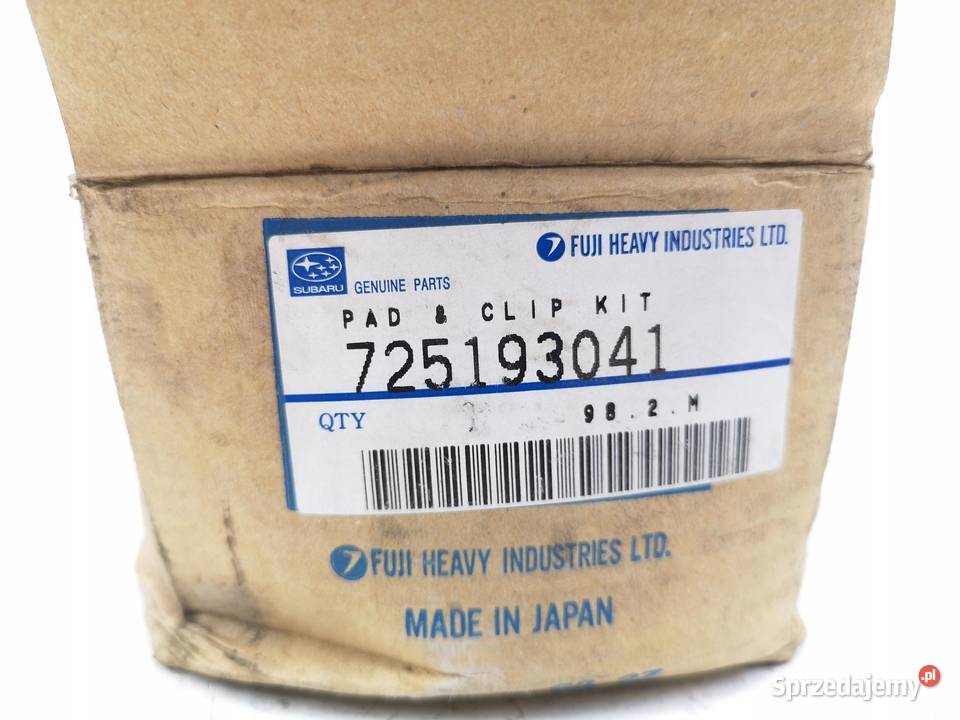 FUJI HEAVY INDUSTRIES LTD.
SUBARU
GENUINE PARTS
PAD & CLIP KIT
725193041
QTY 1 98.2.M
FUJI HEAVY INDUSTRIES LTD.
MADE IN JAPAN
Sprzedajemy.pl